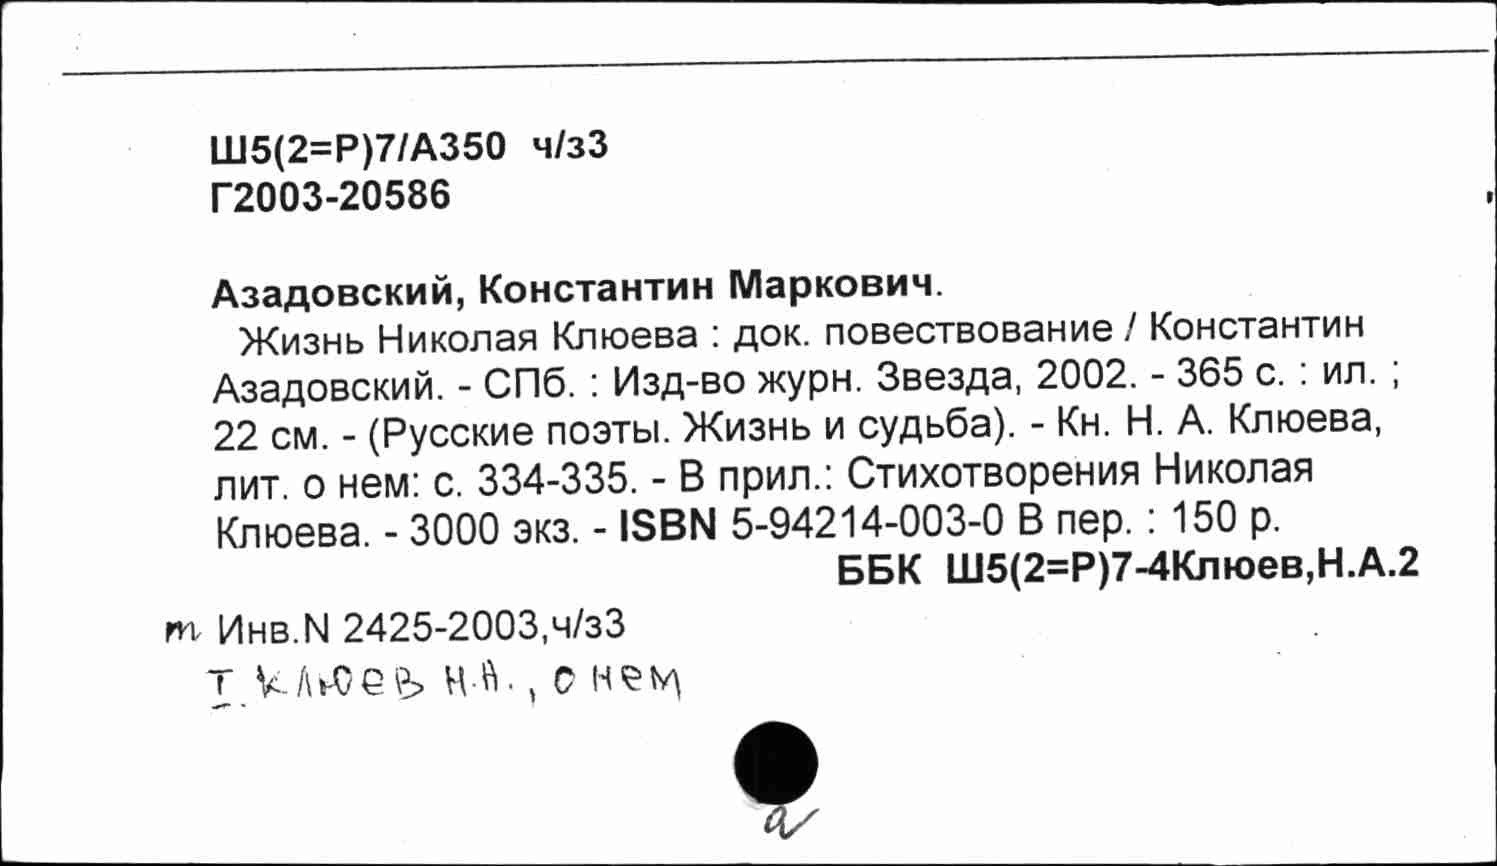 Ш5(2=Р)7/А350 ч/з3
Г2003-20586
Азадовский, Константин Маркович.
Жизнь Николая Клюева : док. повествование / Константин
Азадовский. - СПб. : Изд-во журн. Звезда, 2002. - 365 с. : ил. ;
22 см. - (Русские поэты. Жизнь и судьба). - Кн. Н. А. Клюева,
лит. о нем: с. 334-335. - В прил.: Стихотворения Николая
Клюева. - 3000 экз. - ISBN 5-94214-003-0 В пер. : 150 р.
ББК Ш5(2=Р)7-4Клюев,Н.А.2
т Инв.N 2425-2003,ч/з3
I. Клюев Н.А., о нем